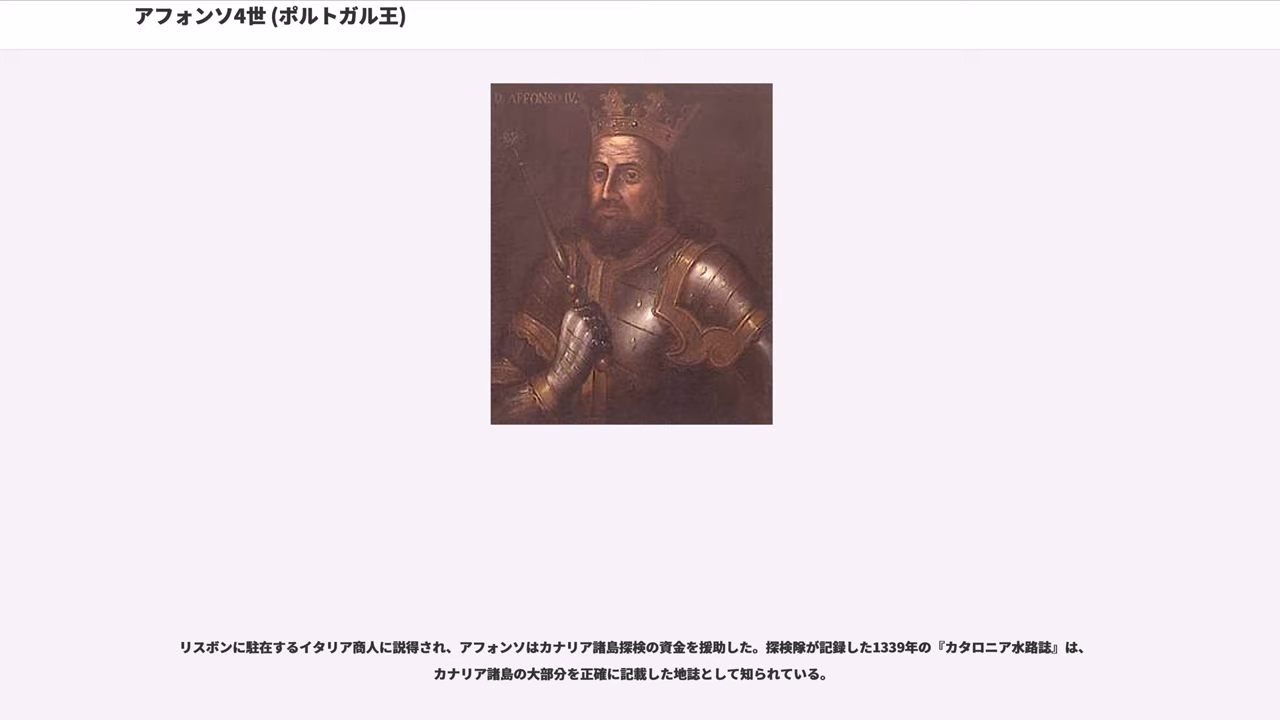 アフォンソ4世 (ポルトガル王)
D. AFFONSO IV.
リスボンに駐在するイタリア商人に説得され、アフォンソはカナリア諸島探検の資金を援助した。探検隊が記録した1339年の『カタロニア水路誌』は、
カナリア諸島の大部分を正確に記載した地誌として知られている。